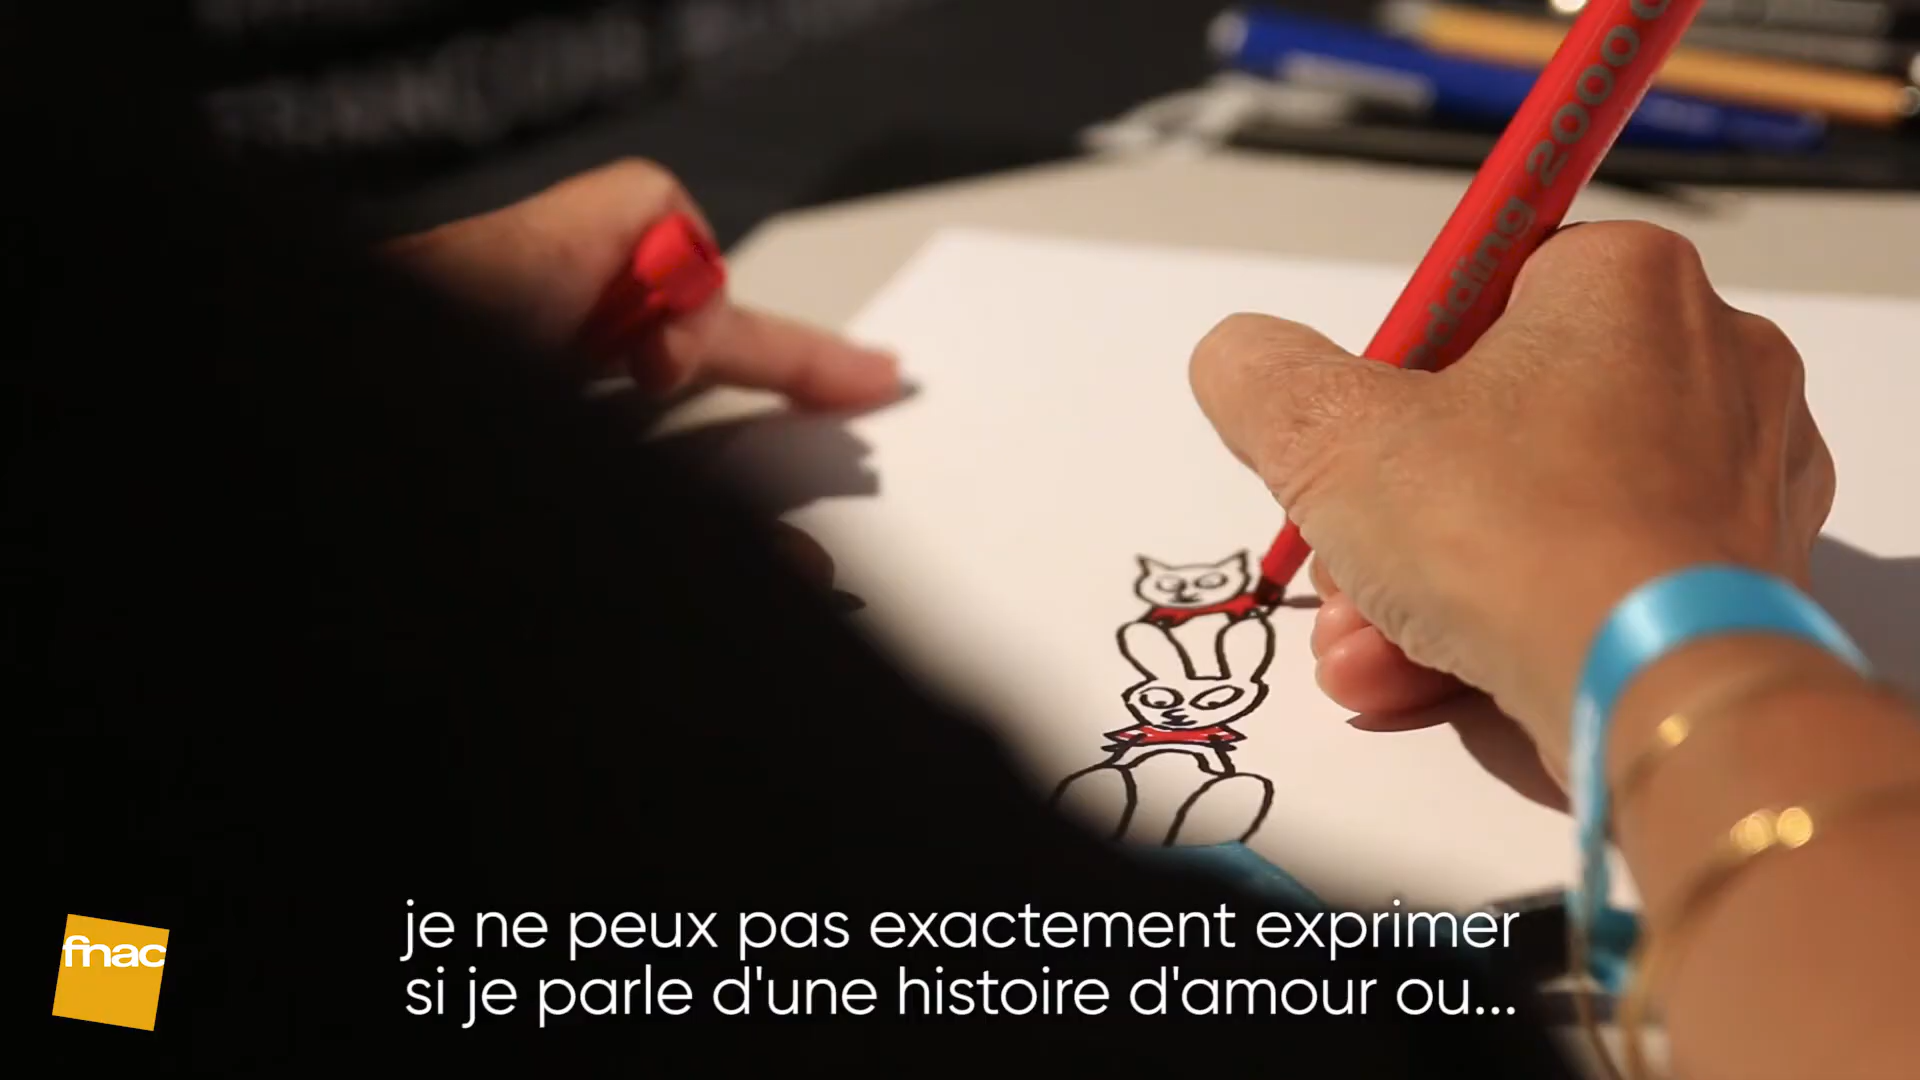 edding 2000
fnac
je ne peux pas exactement exprimer
si je parle d'une histoire d'amour ou...